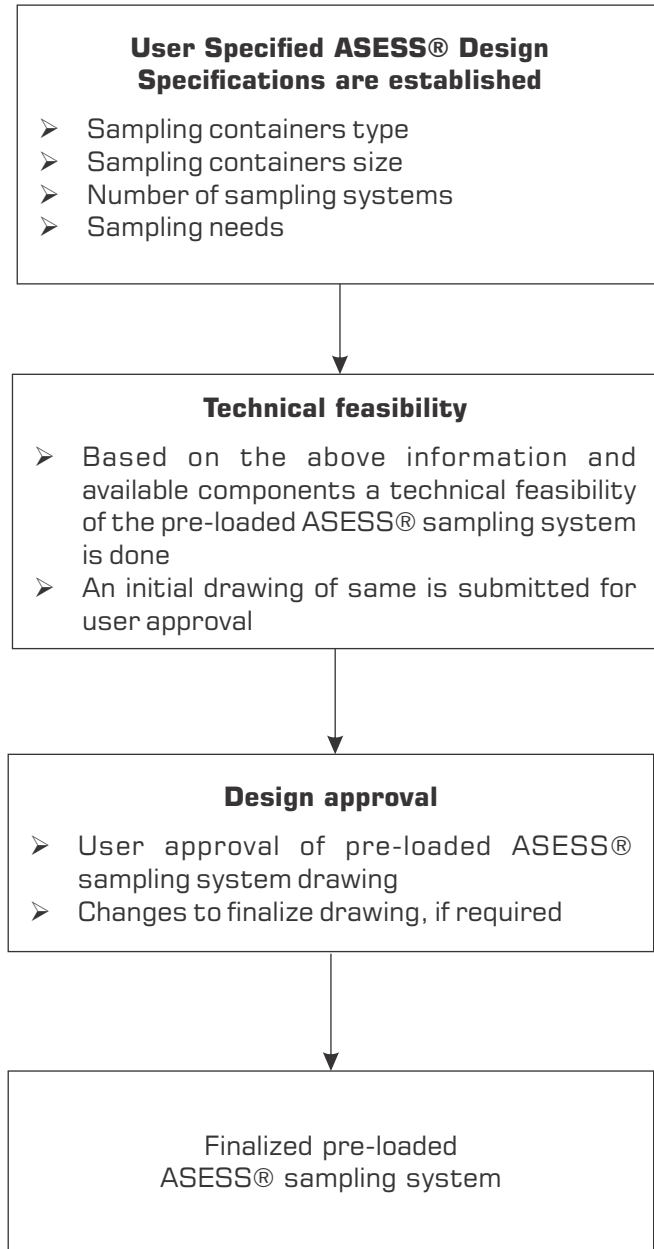 User Specified ASESS® Design
Specifications are established
➢ Sampling containers type
➢ Sampling containers size
➢ Number of sampling systems
➢ Sampling needs
Technical feasibility
➢ Based on the above information and
available components a technical feasibility
of the pre-loaded ASESS® sampling system
is done
➢ An initial drawing of same is submitted for
user approval
Design approval
➢ User approval of pre-loaded ASESS®
sampling system drawing
➢ Changes to finalize drawing, if required
Finalized pre-loaded
ASESS® sampling system